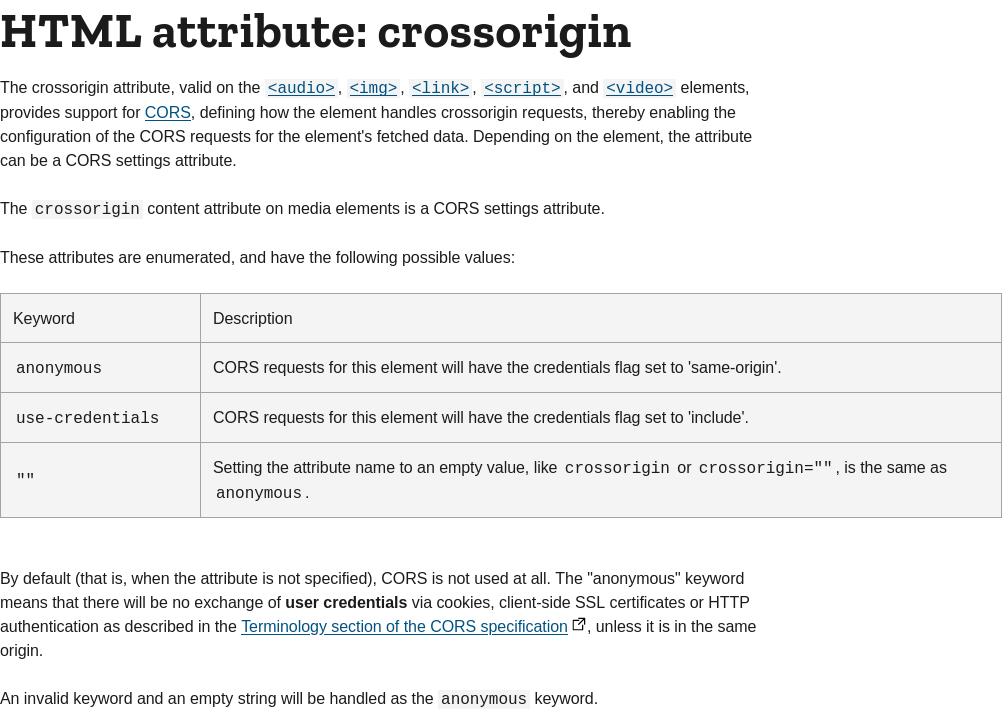 HTML attribute: crossorigin
The crossorigin attribute, valid on the <audio>, <img>, <link>, <script>, and <video> elements,
provides support for CORS, defining how the element handles crossorigin requests, thereby enabling the
configuration of the CORS requests for the element's fetched data. Depending on the element, the attribute
can be a CORS settings attribute.
The crossorigin content attribute on media elements is a CORS settings attribute.
These attributes are enumerated, and have the following possible values:
Keyword Description
anonymous CORS requests for this element will have the credentials flag set to 'same-origin'.
use-credentials CORS requests for this element will have the credentials flag set to 'include'.
"" Setting the attribute name to an empty value, like crossorigin or crossorigin="", is the same as
anonymous.
By default (that is, when the attribute is not specified), CORS is not used at all. The "anonymous" keyword
means that there will be no exchange of user credentials via cookies, client-side SSL certificates or HTTP
authentication as described in the Terminology section of the CORS specification, unless it is in the same
origin.
An invalid keyword and an empty string will be handled as the anonymous keyword.